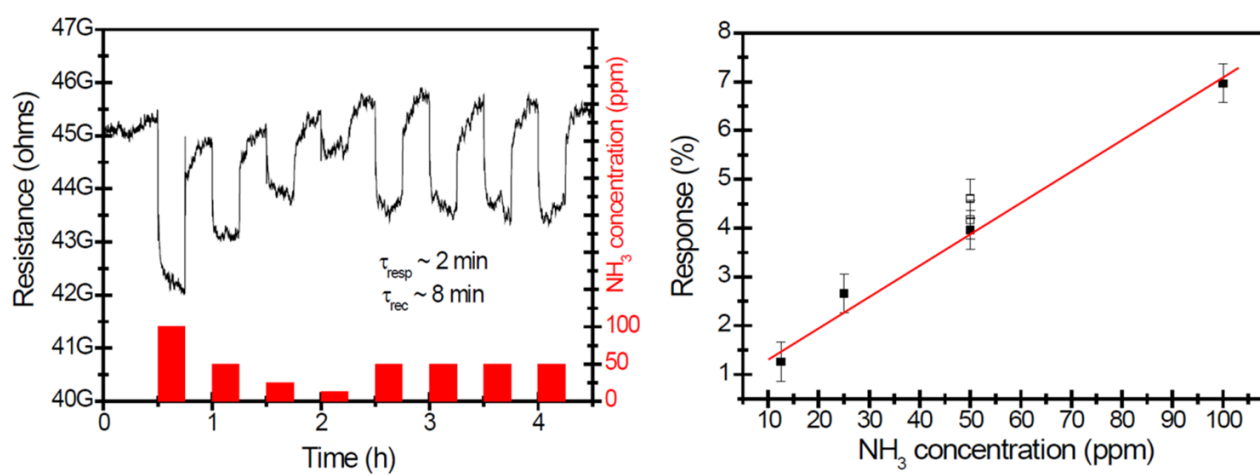 47G
46G
45G
44G
43G
42G
41G
40G
Resistance (ohms)
0 1 2 3 4
Time (h)
τresp ~ 2 min
τrec ~ 8 min
100
50
0
NH3 concentration (ppm)
8
7
6
5
4
3
2
1
Response (%)
10 20 30 40 50 60 70 80 90 100
NH3 concentration (ppm)